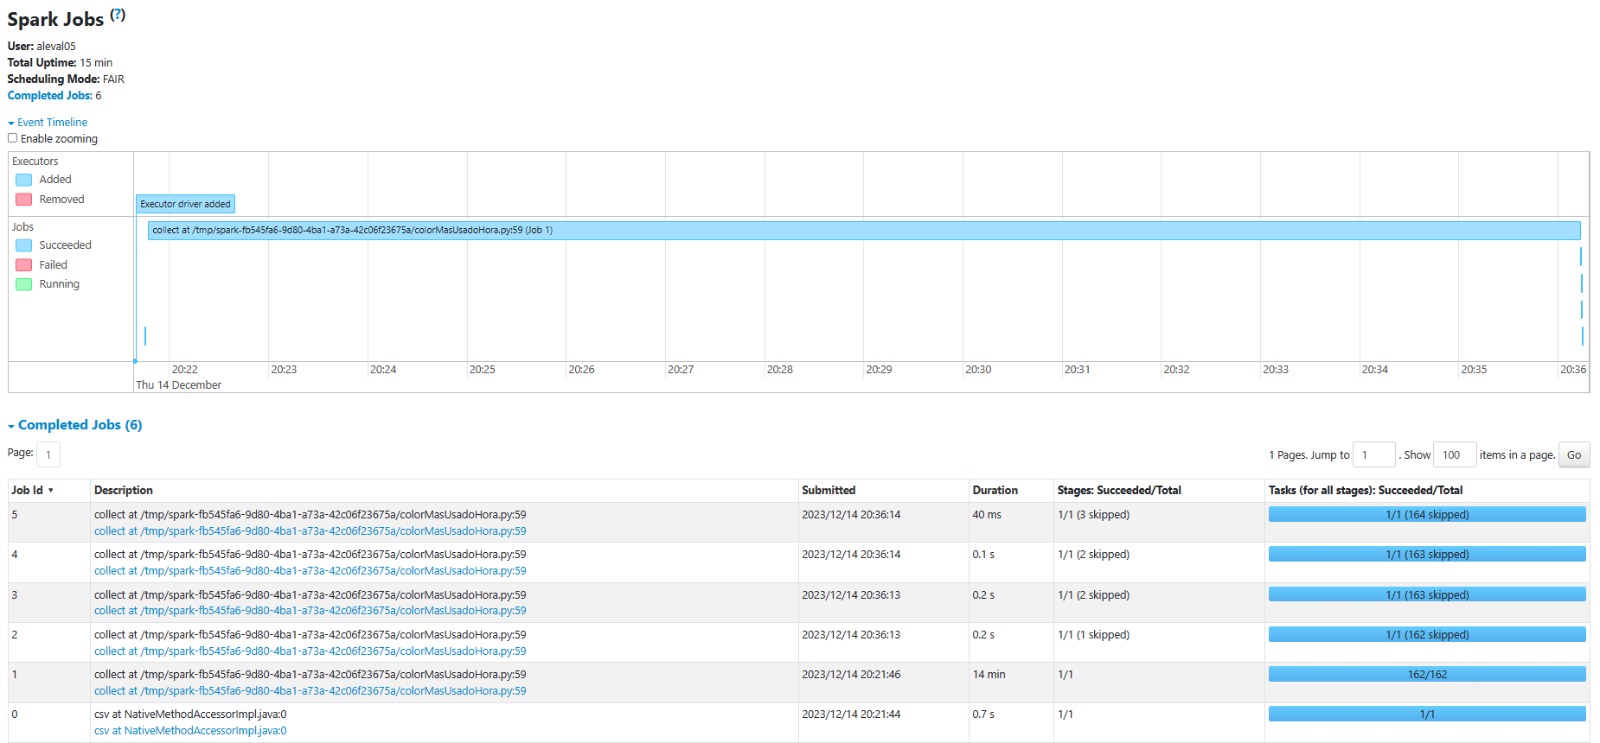 Spark Jobs (?)
User: aleval05
Total Uptime: 15 min
Scheduling Mode: FAIR
Completed Jobs: 6
Event Timeline
Enable zooming
Executors
Added
Removed
Executor driver added
Jobs
Succeeded
Failed
Running
collect at /tmp/spark-fb545fa6-9d80-4ba1-a73a-42c06f23675a/colorMasUsadoHora.py:59 (Job 1)
20:22 20:23 20:24 20:25 20:26 20:27 20:28 20:29 20:30 20:31 20:32 20:33 20:34 20:35 20:36
Thu 14 December
Completed Jobs (6)
Page: 1
1 Pages. Jump to 1 . Show 100 items in a page. Go
Job Id ▾ Description Submitted Duration Stages: Succeeded/Total Tasks (for all stages): Succeeded/Total
5 collect at /tmp/spark-fb545fa6-9d80-4ba1-a73a-42c06f23675a/colorMasUsadoHora.py:59 2023/12/14 20:36:14 40 ms 1/1 (3 skipped) 1/1 (164 skipped)
collect at /tmp/spark-fb545fa6-9d80-4ba1-a73a-42c06f23675a/colorMasUsadoHora.py:59
4 collect at /tmp/spark-fb545fa6-9d80-4ba1-a73a-42c06f23675a/colorMasUsadoHora.py:59 2023/12/14 20:36:14 0.1 s 1/1 (2 skipped) 1/1 (163 skipped)
collect at /tmp/spark-fb545fa6-9d80-4ba1-a73a-42c06f23675a/colorMasUsadoHora.py:59
3 collect at /tmp/spark-fb545fa6-9d80-4ba1-a73a-42c06f23675a/colorMasUsadoHora.py:59 2023/12/14 20:36:13 0.2 s 1/1 (2 skipped) 1/1 (163 skipped)
collect at /tmp/spark-fb545fa6-9d80-4ba1-a73a-42c06f23675a/colorMasUsadoHora.py:59
2 collect at /tmp/spark-fb545fa6-9d80-4ba1-a73a-42c06f23675a/colorMasUsadoHora.py:59 2023/12/14 20:36:13 0.2 s 1/1 (1 skipped) 1/1 (162 skipped)
collect at /tmp/spark-fb545fa6-9d80-4ba1-a73a-42c06f23675a/colorMasUsadoHora.py:59
1 collect at /tmp/spark-fb545fa6-9d80-4ba1-a73a-42c06f23675a/colorMasUsadoHora.py:59 2023/12/14 20:21:46 14 min 1/1 162/162
collect at /tmp/spark-fb545fa6-9d80-4ba1-a73a-42c06f23675a/colorMasUsadoHora.py:59
0 csv at NativeMethodAccessorImpl.java:0 2023/12/14 20:21:44 0.7 s 1/1 1/1
csv at NativeMethodAccessorImpl.java:0